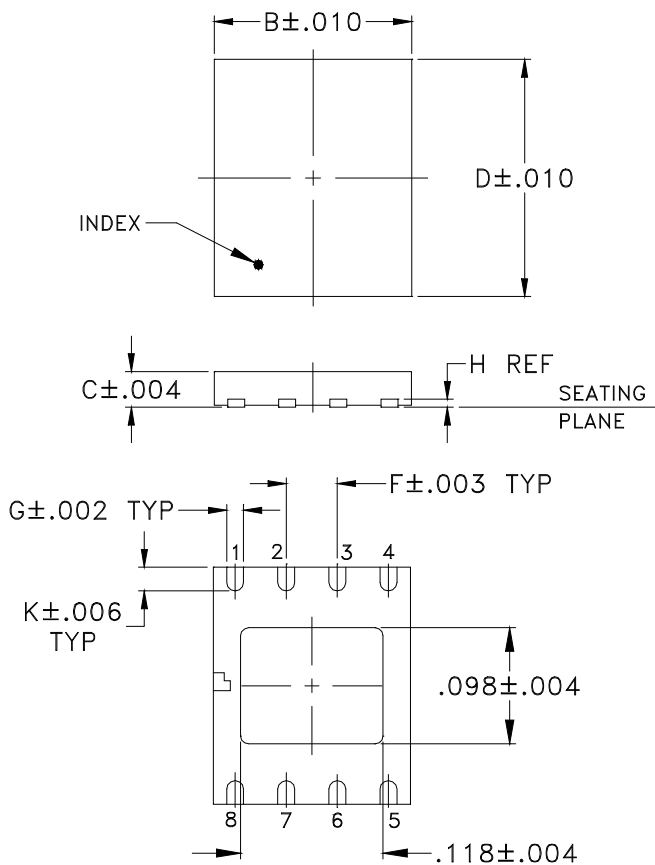 B±.010
D±.010
INDEX
H REF
C±.004
SEATING
PLANE
F±.003 TYP
G±.002 TYP
1 2 3 4
K±.006
TYP
.098±.004
8 7 6 5
.118±.004